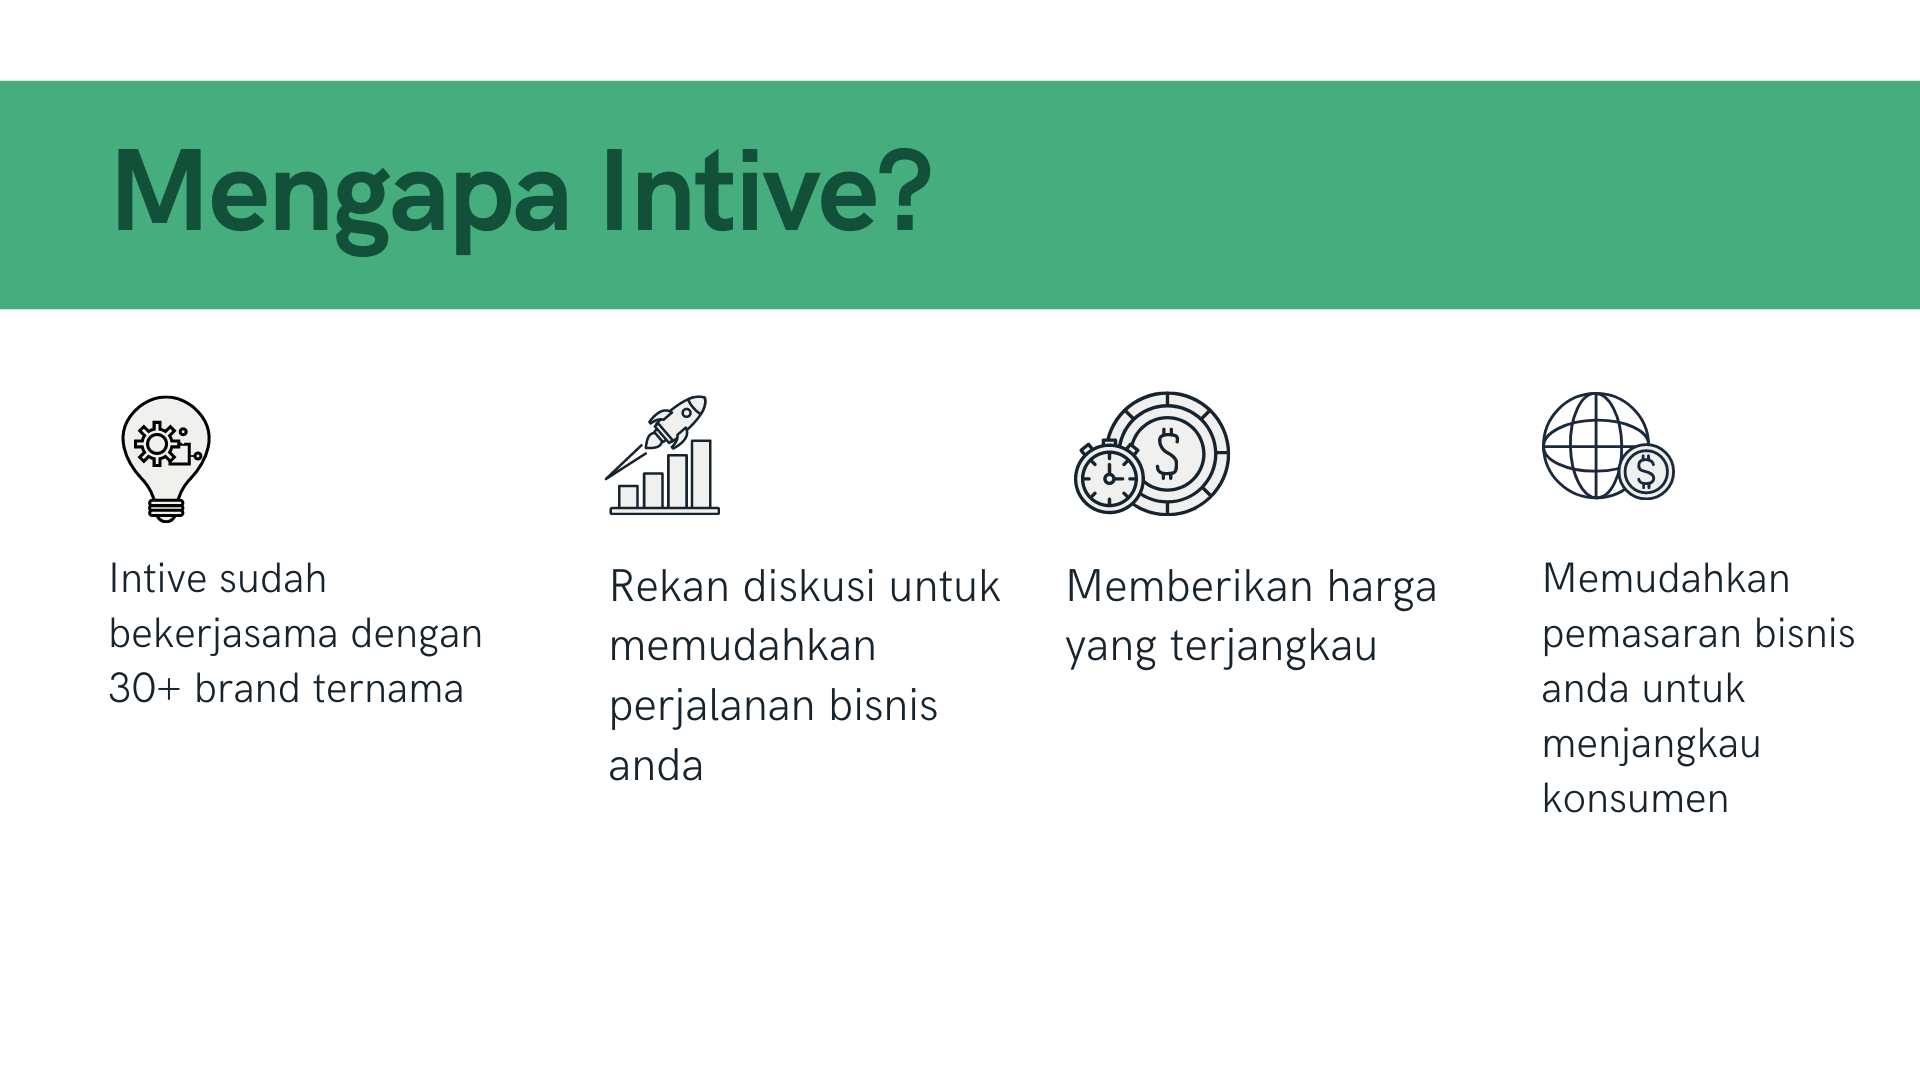 Mengapa Intive?
Intive sudah
bekerjasama dengan
30+ brand ternama
Rekan diskusi untuk
memudahkan
perjalanan bisnis
anda
Memberikan harga
yang terjangkau
Memudahkan
pemasaran bisnis
anda untuk
menjangkau
konsumen